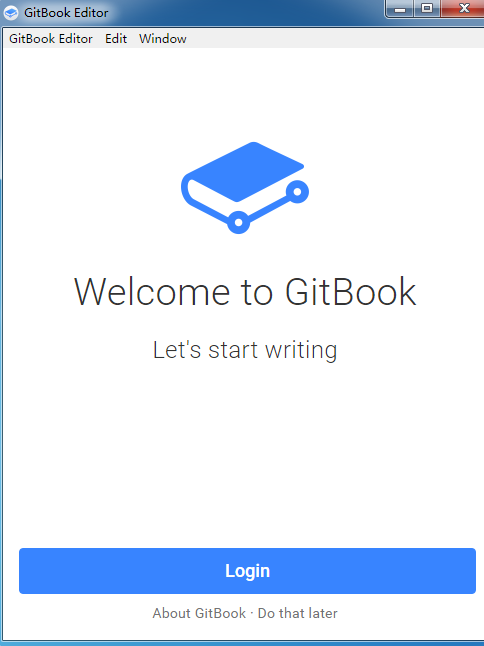 GitBook Editor
GitBook Editor Edit Window
Welcome to GitBook
Let's start writing
Login
About GitBook · Do that later